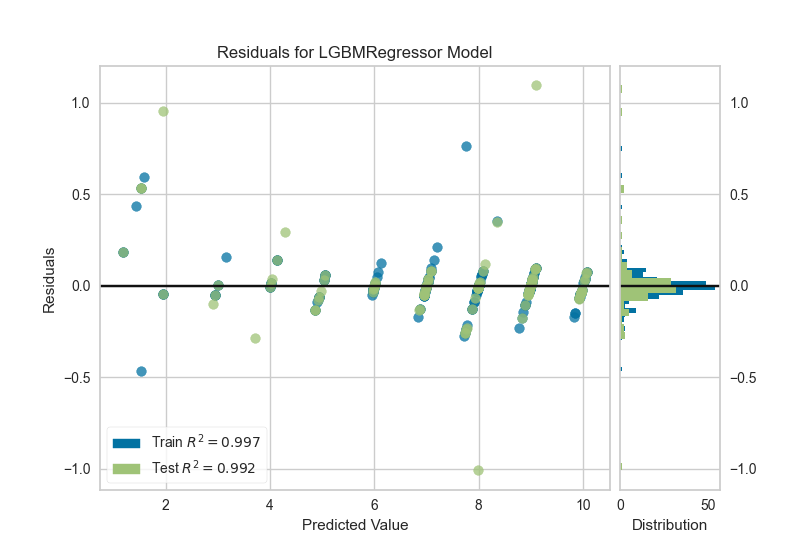 Residuals for LGBMRegressor Model
1.0
0.5
0.0
−0.5
−1.0
Residuals
Train R² = 0.997
Test R² = 0.992
2 4 6 8 10
Predicted Value
1.0
0.5
0.0
−0.5
−1.0
0 50
Distribution